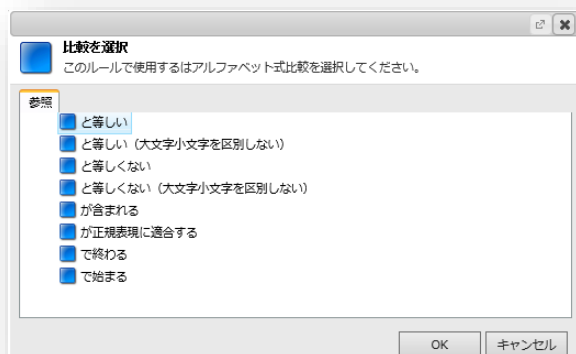 比較を選択
このルールで使用するはアルファベット式比較を選択してください。
参照
と等しい
と等しい（大文字小文字を区別しない）
と等しくない
と等しくない（大文字小文字を区別しない）
が含まれる
が正規表現に適合する
で終わる
で始まる
OK キャンセル